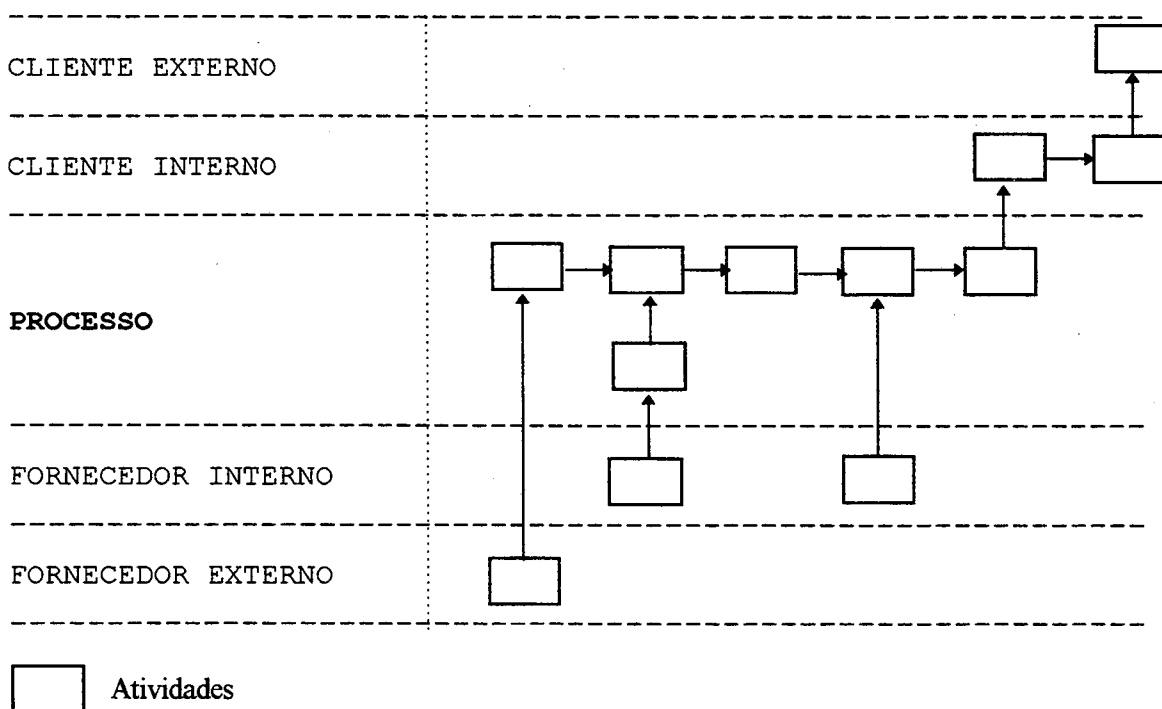 CLIENTE EXTERNO
CLIENTE INTERNO
PROCESSO
FORNECEDOR INTERNO
FORNECEDOR EXTERNO
Atividades